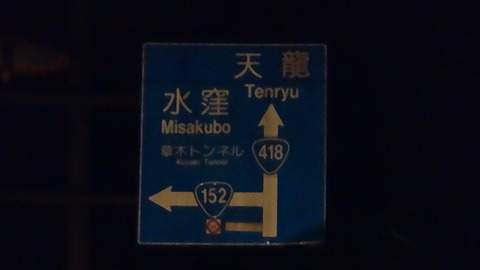 天龍
Tenryu
水窪
Misakubo
草木トンネル
Kusaki Tunnel
418
152